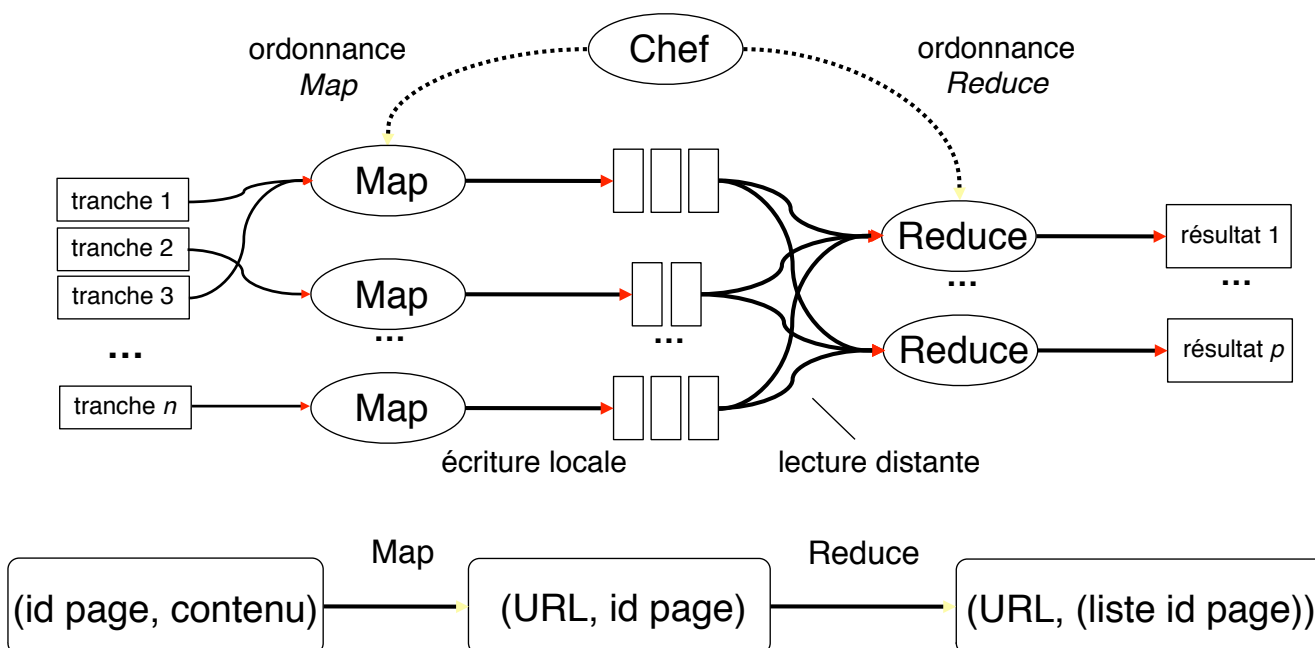 ordonnance
Map
Chef
ordonnance
Reduce
tranche 1
tranche 2
tranche 3
...
tranche n
Map
Map
...
Map
...
écriture locale
lecture distante
Reduce
...
Reduce
résultat 1
...
résultat p
Map
Reduce
(id page, contenu)
(URL, id page)
(URL, (liste id page))